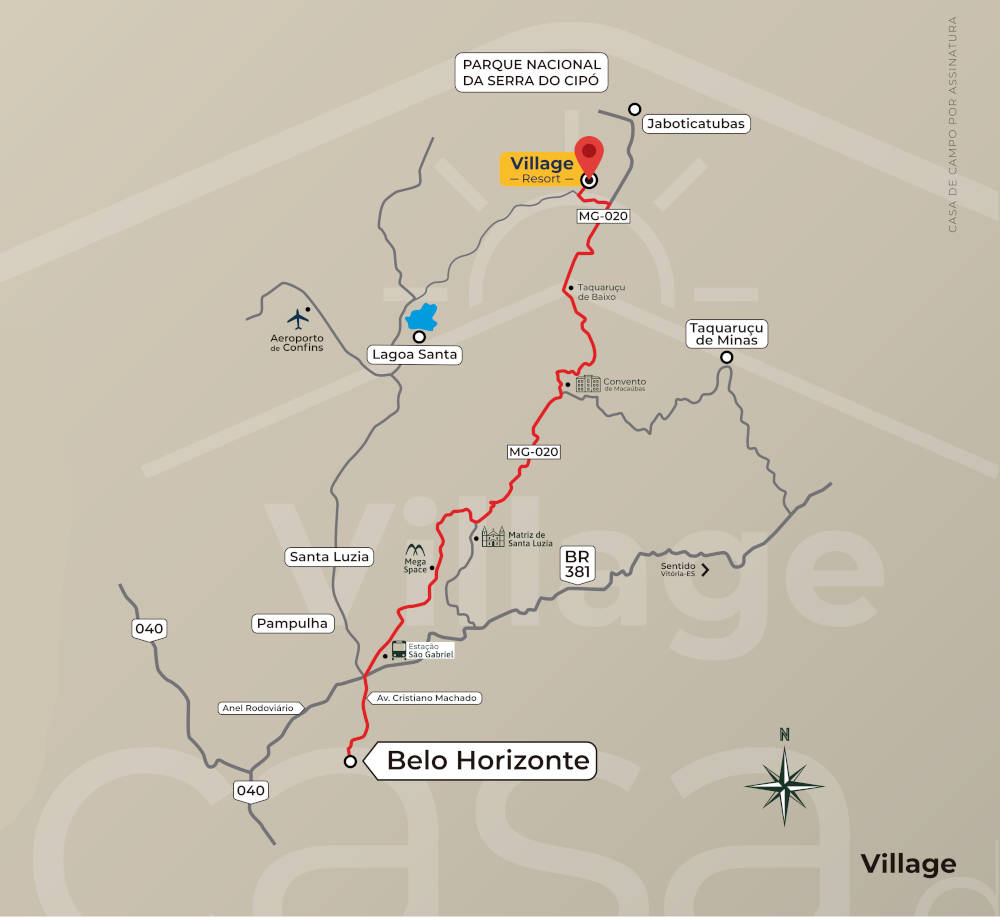 CASA DE CAMPO POR ASSINATURA
PARQUE NACIONAL
DA SERRA DO CIPÓ
Jaboticatubas
Village
Resort
MG-020
Taquaruçu
de Baixo
Aeroporto
de Confins
Lagoa Santa
Taquaruçu
de Minas
Convento
de Macaúbas
MG-020
Village
Matriz de
Santa Luzia
Santa Luzia
Mega
Space
BR
381
Sentido
Vitória-ES
Pampulha
040
Estação
São Gabriel
Av. Cristiano Machado
Anel Rodoviário
Belo Horizonte
040
N
casa d
Village